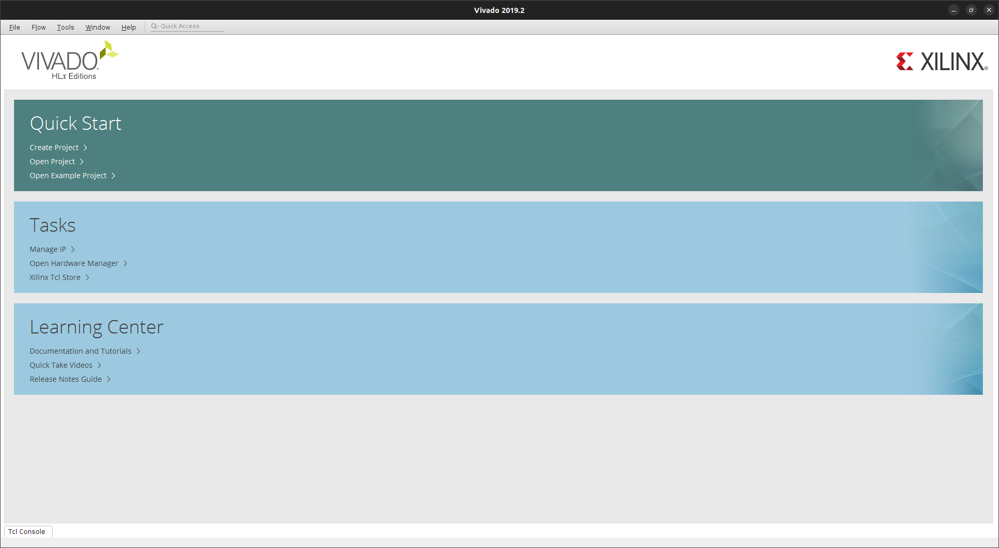 Vivado 2019.2
File Flow Tools Window Help Quick Access
VIVADO.
HLx Editions
XILINX®
Quick Start
Create Project
Open Project
Open Example Project
Tasks
Manage IP
Open Hardware Manager
Xilinx Tcl Store
Learning Center
Documentation and Tutorials
Quick Take Videos
Release Notes Guide
Tcl Console